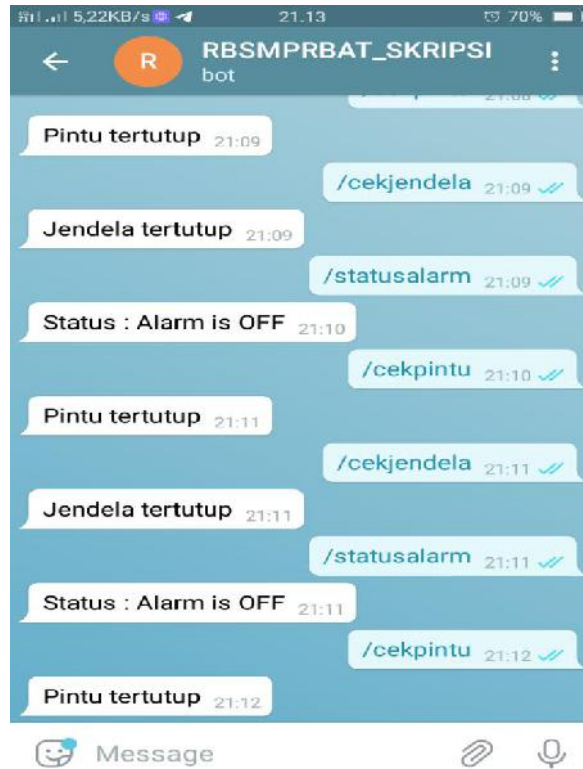 5,22KB/s 21.13 70%
R RBSMPRBAT_SKRIPSI
bot
Pintu tertutup 21:09
/cekjendela 21:09
Jendela tertutup 21:09
/statusalarm 21:09
Status : Alarm is OFF 21:10
/cekpintu 21:10
Pintu tertutup 21:11
/cekjendela 21:11
Jendela tertutup 21:11
/statusalarm 21:11
Status : Alarm is OFF 21:11
/cekpintu 21:12
Pintu tertutup 21:12
Message